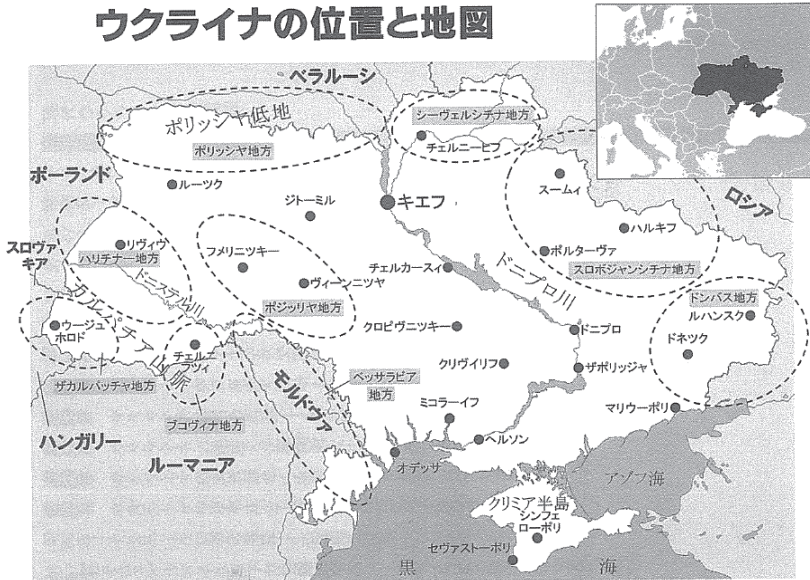 ウクライナの位置と地図
ベラルーシ
ポリッシャ低地
ポリッシャ地方
シーヴェルシチナ地方
チェルニーヒフ
ポーランド
ルーツク
ジトーミル
キエフ
スームィ
ロシア
ハルキフ
スロヴァ
キア
リヴィヴ
ハリチナー地方
フメリニツキー
ヴィーンニツヤ
ポジッリヤ地方
チェルカースィ
ポルターヴァ
スロボジャンシチナ地方
ドニステル川
ドニプロ川
ドンバス地方
ルハンスク
ドネツク
カルパチア山脈
ウージュ
ホロド
チェルニ
ウツィ
クロピヴニツキー
ドニプロ
クリヴィリフ
ザポリッジャ
ザカルパッチャ地方
ブコヴィナ地方
モルドヴァ
ベッサラビア
地方
ミコラーイフ
マリウーポリ
ハンガリー
ルーマニア
ヘルソン
オデッサ
アゾフ海
クリミア半島
シンフェ
ローポリ
セヴァストーポリ
黒海